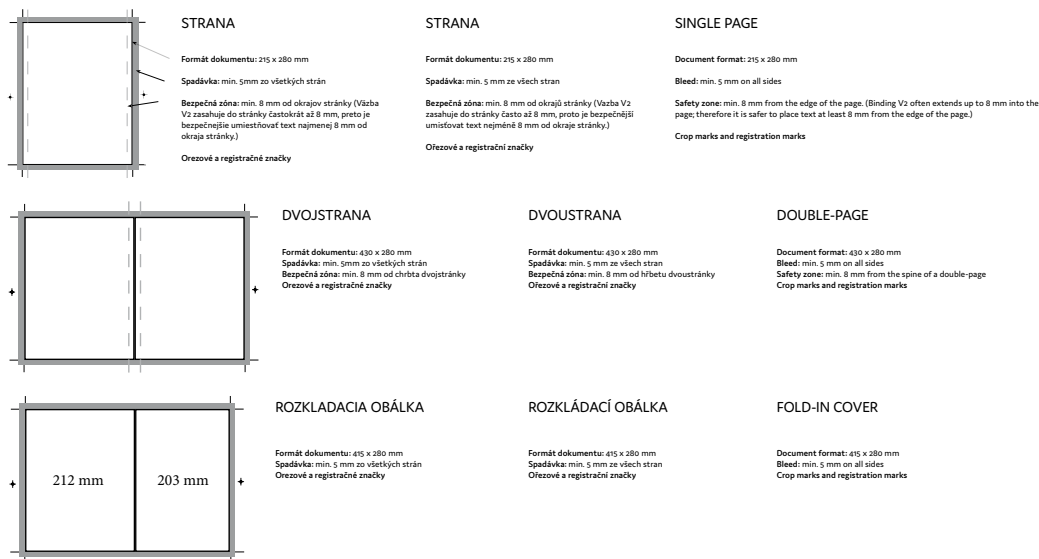 STRANA
Formát dokumentu: 215 x 280 mm
Spadávka: min. 5mm zo všetkých strán
Bezpečná zóna: min. 8 mm od okrajov stránky (Väzba
V2 zasahuje do stránky častokrát až 8 mm, preto je
bezpečnejšie umiestňovať text najmenej 8 mm od
okraja stránky.)
Orezové a registračné značky
STRANA
Formát dokumentu: 215 x 280 mm
Spadávka: min. 5 mm ze všech stran
Bezpečná zóna: min. 8 mm od okrajů stránky (Vazba V2
zasahuje do stránky často až 8 mm, proto je bezpečnější
umisťovat text nejméně 8 mm od okraje stránky.)
Ořezové a registrační značky
SINGLE PAGE
Document format: 215 x 280 mm
Bleed: min. 5 mm on all sides
Safety zone: min. 8 mm from the edge of the page. (Binding V2 often extends up to 8 mm into the
page; therefore it is safer to place text at least 8 mm from the edge of the page.)
Crop marks and registration marks
DVOJSTRANA
Formát dokumentu: 430 x 280 mm
Spadávka: min. 5mm zo všetkých strán
Bezpečná zóna: min. 8 mm od chrbta dvojstránky
Orezové a registračné značky
DVOUSTRANA
Formát dokumentu: 430 x 280 mm
Spadávka: min. 5 mm ze všech stran
Bezpečná zóna: min. 8 mm od hřbetu dvoustránky
Ořezové a registrační značky
DOUBLE-PAGE
Document format: 430 x 280 mm
Bleed: min. 5 mm on all sides
Safety zone: min. 8 mm from the spine of a double-page
Crop marks and registration marks
212 mm
203 mm
ROZKLADACIA OBÁLKA
Formát dokumentu: 415 x 280 mm
Spadávka: min. 5 mm zo všetkých strán
Orezové a registračné značky
ROZKLÁDACÍ OBÁLKA
Formát dokumentu: 415 x 280 mm
Spadávka: min. 5 mm ze všech stran
Ořezové a registrační značky
FOLD-IN COVER
Document format: 415 x 280 mm
Bleed: min. 5 mm on all sides
Crop marks and registration marks